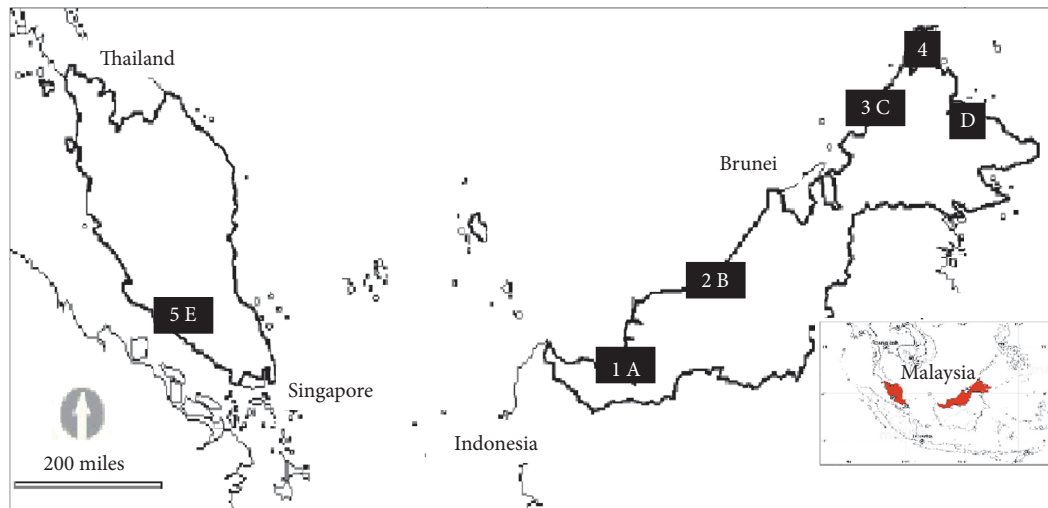 Thailand
4
3 C
D
Brunei
2 B
5 E
1 A
Malaysia
Singapore
Indonesia
200 miles